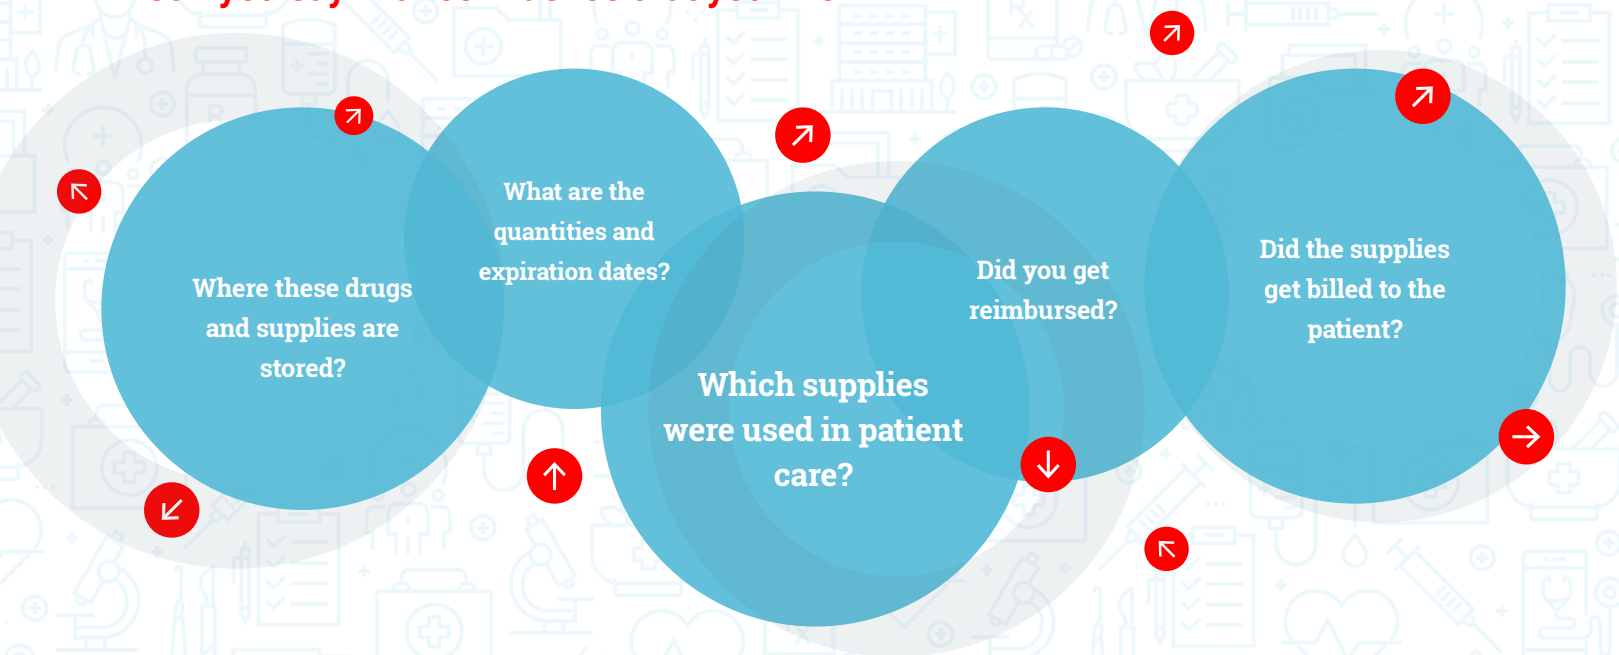 Where these drugs
and supplies are
stored?
What are the
quantities and
expiration dates?
Which supplies
were used in patient
care?
Did you get
reimbursed?
Did the supplies
get billed to the
patient?